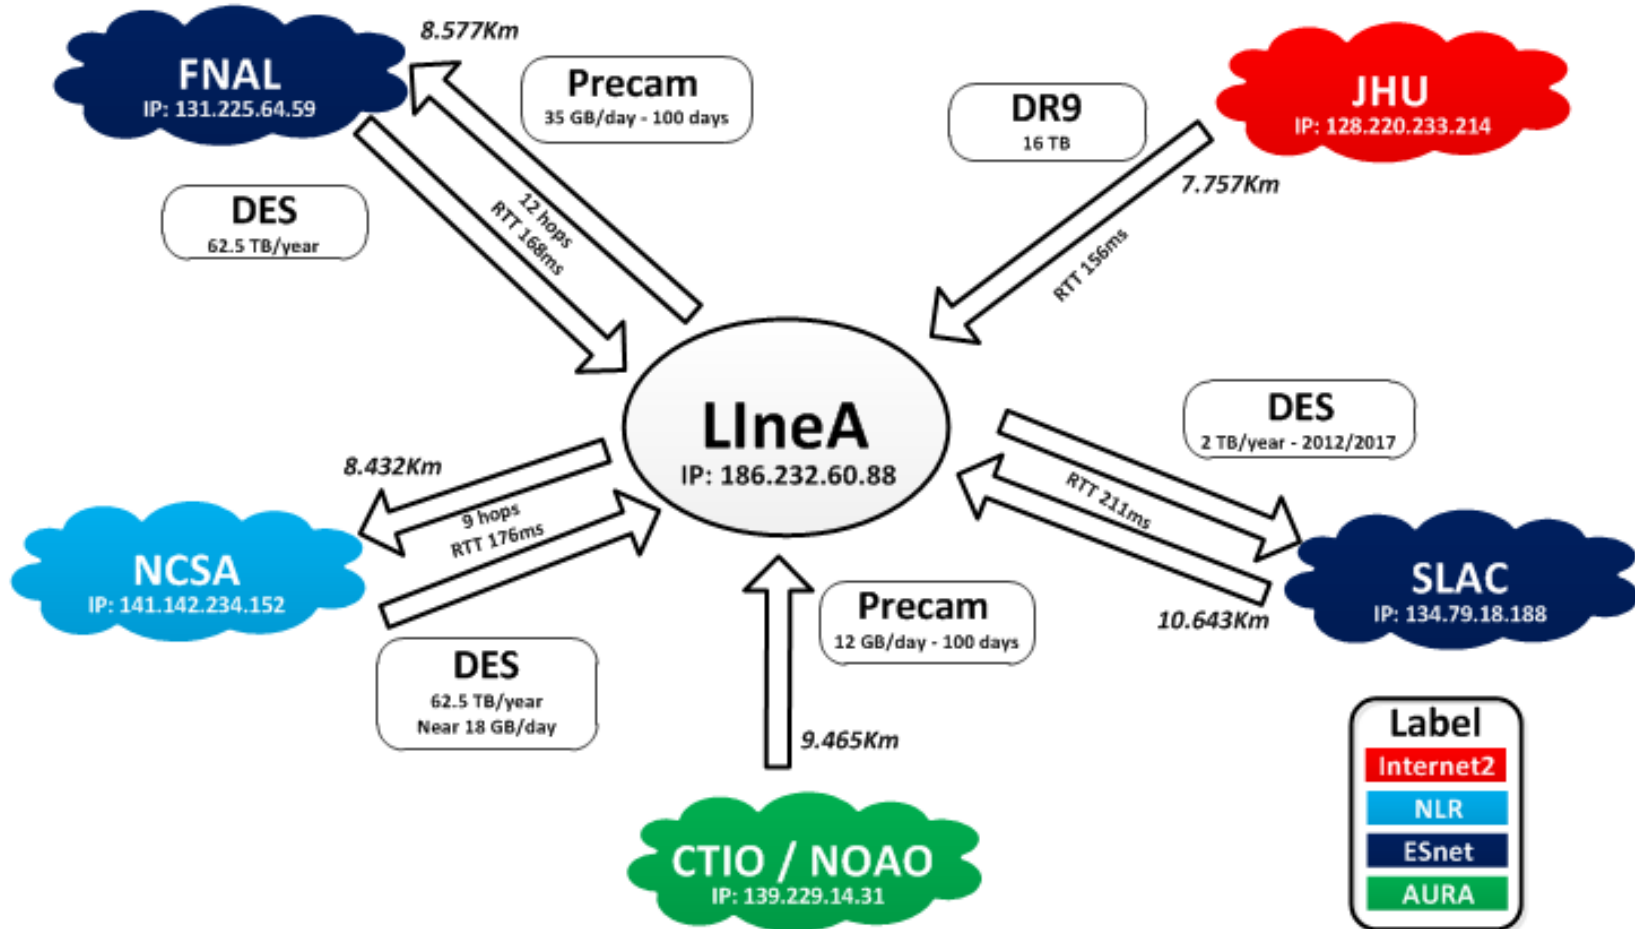 FNAL
IP: 131.225.64.59
8.577Km
Precam
35 GB/day - 100 days
DR9
16 TB
JHU
IP: 128.220.233.214
7.757Km
DES
62.5 TB/year
12 hops
RTT 168ms
RTT 156ms
LIneA
IP: 186.232.60.88
DES
2 TB/year - 2012/2017
8.432Km
9 hops
RTT 176ms
RTT 211ms
NCSA
IP: 141.142.234.152
SLAC
IP: 134.79.18.188
10.643Km
DES
62.5 TB/year
Near 18 GB/day
Precam
12 GB/day - 100 days
9.465Km
CTIO / NOAO
IP: 139.229.14.31
Label
Internet2
NLR
ESnet
AURA